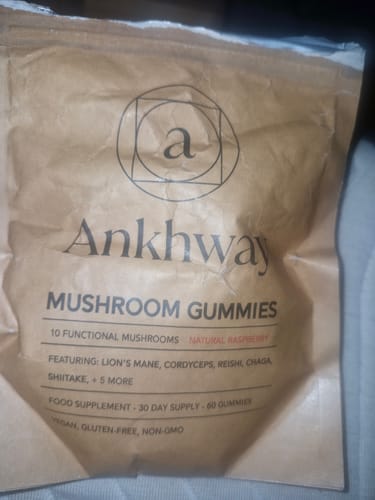 a
Ankhway
MUSHROOM GUMMIES
10 FUNCTIONAL MUSHROOMS NATURAL RASPBERRY
FEATURING: LION'S MANE, CORDYCEPS, REISHI, CHAGA,
SHIITAKE, + 5 MORE
FOOD SUPPLEMENT - 30 DAY SUPPLY - 60 GUMMIES
VEGAN, GLUTEN-FREE, NON-GMO